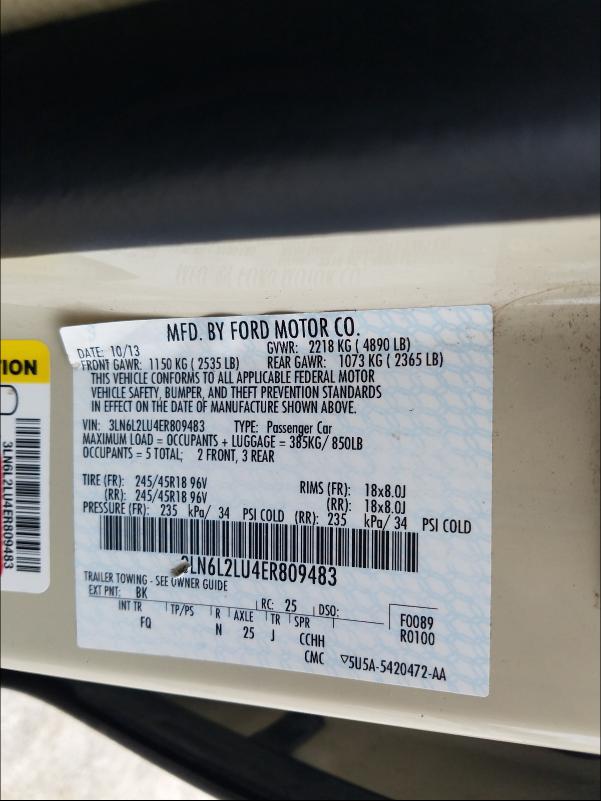 MFD. BY FORD MOTOR CO.
DATE: 10/13 GVWR: 2218 KG ( 4890 LB)
FRONT GAWR: 1150 KG ( 2535 LB) REAR GAWR: 1073 KG ( 2365 LB)
THIS VEHICLE CONFORMS TO ALL APPLICABLE FEDERAL MOTOR
VEHICLE SAFETY, BUMPER, AND THEFT PREVENTION STANDARDS
IN EFFECT ON THE DATE OF MANUFACTURE SHOWN ABOVE.
VIN: 3LN6L2LU4ER809483 TYPE: Passenger Car
MAXIMUM LOAD = OCCUPANTS + LUGGAGE = 385KG/ 850LB
OCCUPANTS = 5 TOTAL; 2 FRONT, 3 REAR
TIRE (FR): 245/45R18 96V RIMS (FR): 18x8.0J
(RR): 245/45R18 96V (RR): 18x8.0J
PRESSURE (FR): 235 kPa/ 34 PSI COLD (RR): 235 kPa/ 34 PSI COLD
3LN6L2LU4ER809483
TRAILER TOWING - SEE OWNER GUIDE
EXT PNT: BK RC: 25 DSO: F0089
INT TR TP/PS R AXLE TR SPR R0100
FQ N 25 J CCHH
CMC ▽5U5A-5420472-AA
TION
3LN6L2LU4ER809483